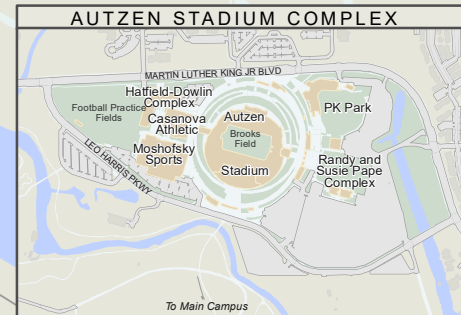 AUTZEN STADIUM COMPLEX
MARTIN LUTHER KING JR BLVD
Hatfield-Dowlin
Complex
Football Practice
Fields
Casanova
Athletic
Autzen
Brooks
Field
Stadium
PK Park
Moshofsky
Sports
Randy and
Susie Pape
Complex
LEO HARRIS PKWY
To Main Campus